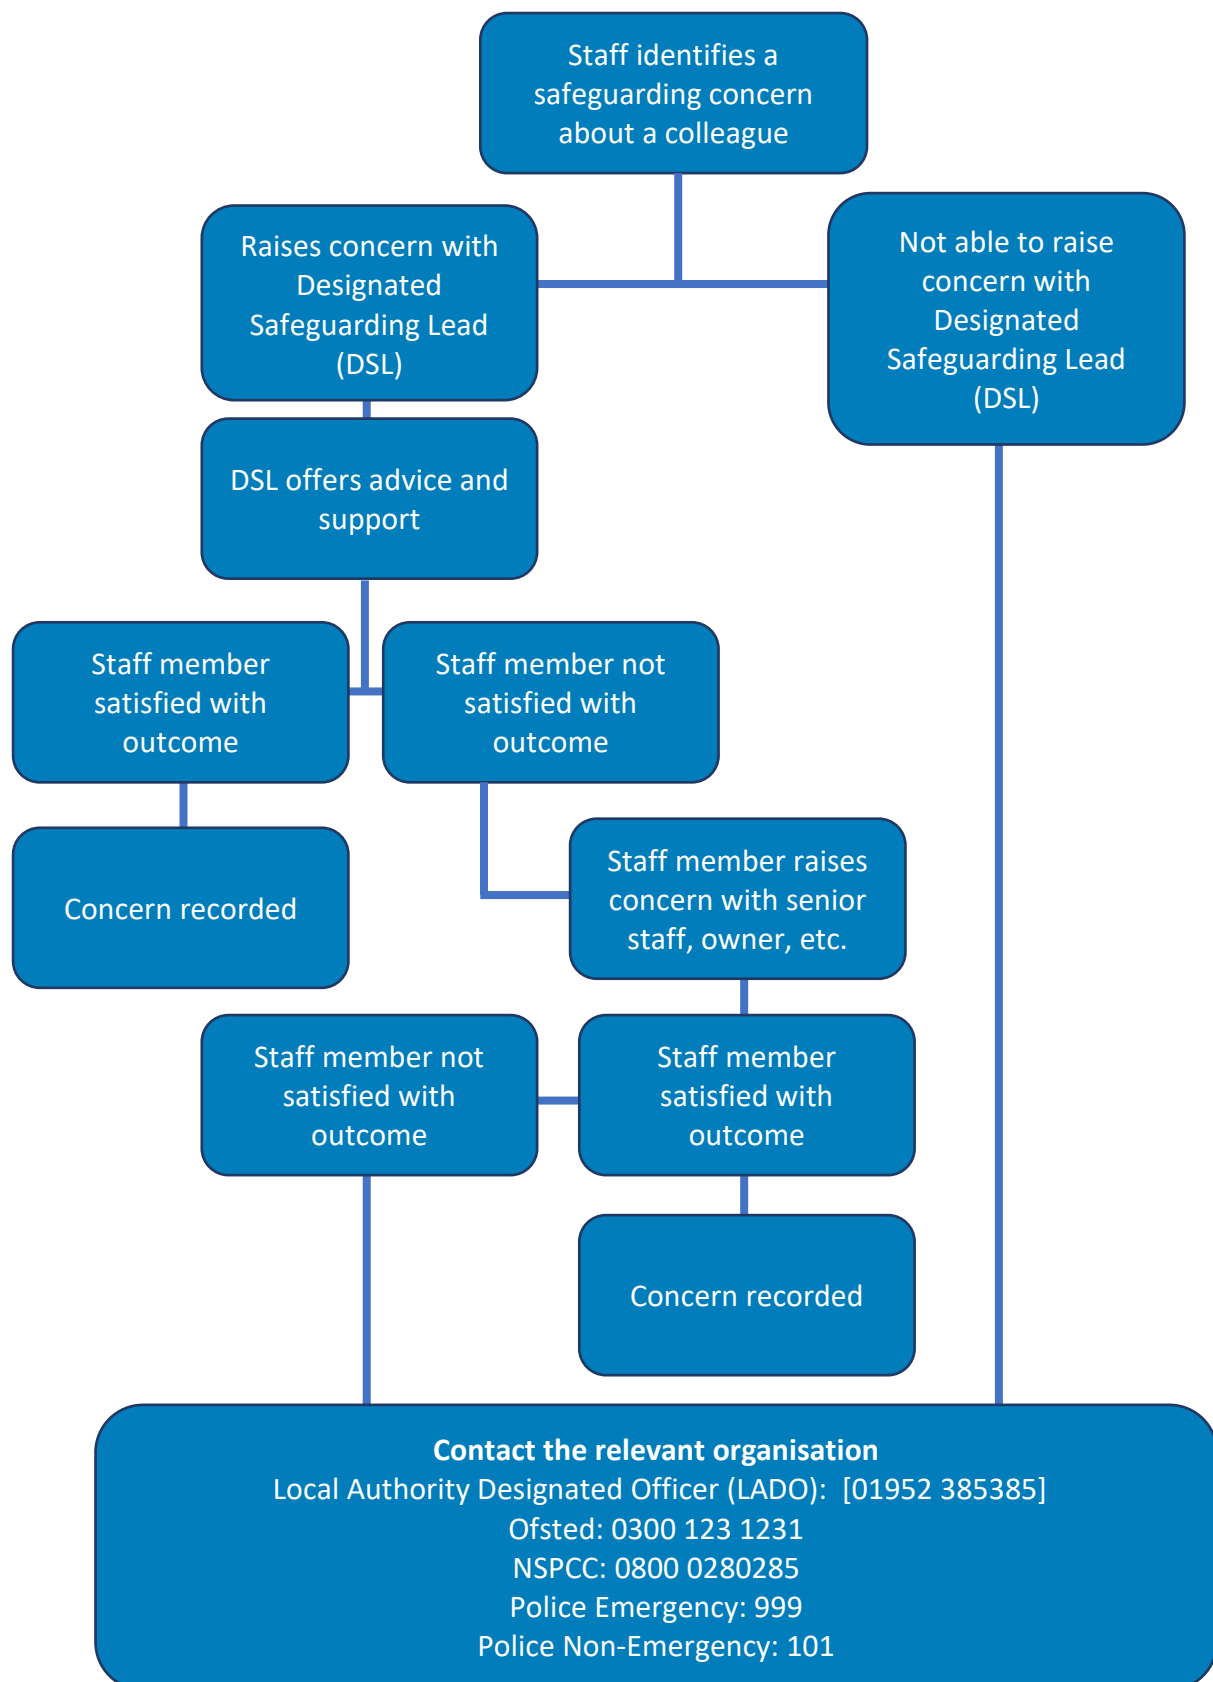 Staff identifies a
safeguarding concern
about a colleague
Raises concern with
Designated
Safeguarding Lead
(DSL)
Not able to raise
concern with
Designated
Safeguarding Lead
(DSL)
DSL offers advice and
support
Staff member
satisfied with
outcome
Staff member not
satisfied with
outcome
Concern recorded
Staff member raises
concern with senior
staff, owner, etc.
Staff member not
satisfied with
outcome
Staff member
satisfied with
outcome
Concern recorded
Contact the relevant organisation
Local Authority Designated Officer (LADO):  [01952 385385]
Ofsted: 0300 123 1231
NSPCC: 0800 0280285
Police Emergency: 999
Police Non-Emergency: 101